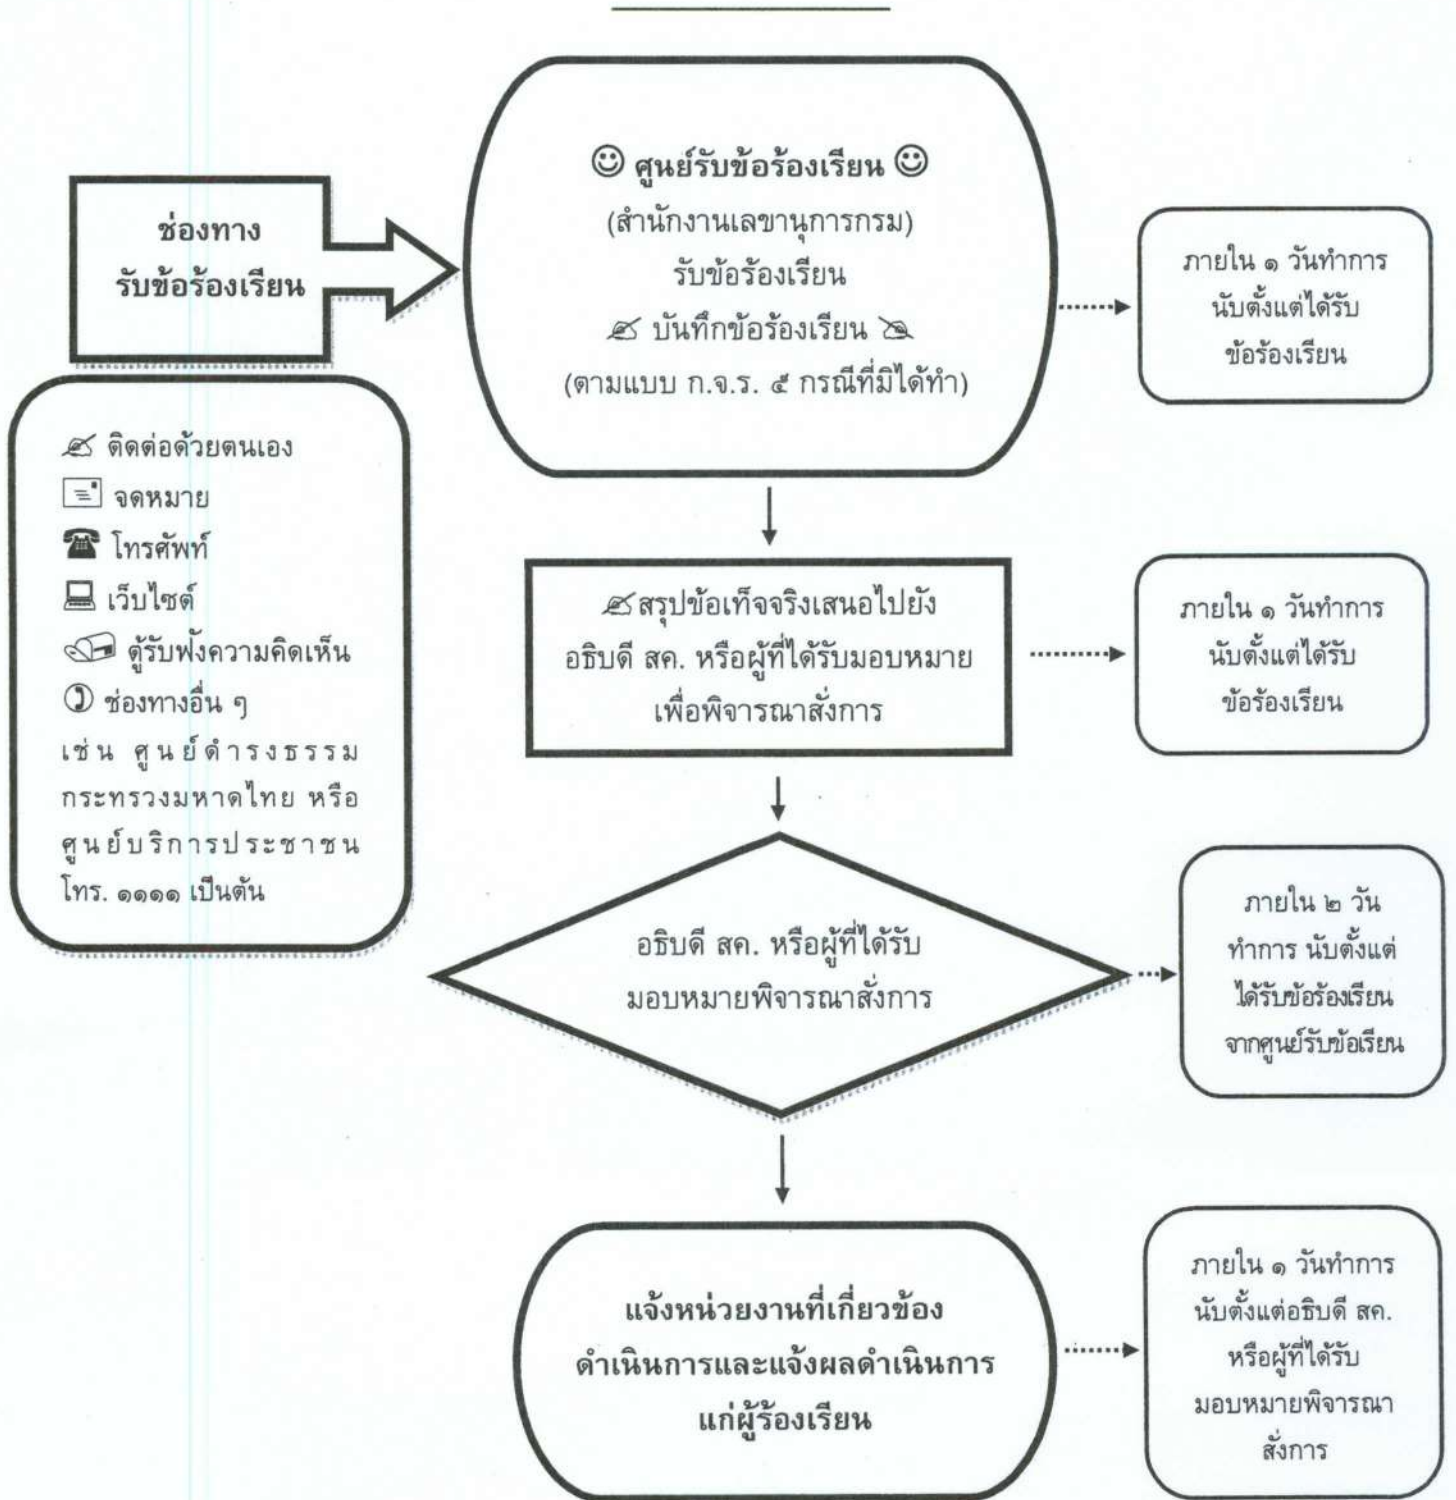 ช่องทาง
รับข้อร้องเรียน
ติดต่อด้วยตนเอง
จดหมาย
โทรศัพท์
เว็บไซต์
ตู้รับฟังความคิดเห็น
ช่องทางอื่น ๆ
เช่น ศูนย์ดำรงธรรม
กระทรวงมหาดไทย หรือ
ศูนย์บริการประชาชน
โทร. ๑๑๑๑ เป็นต้น
ศูนย์รับข้อร้องเรียน
(สำนักงานเลขานุการกรม)
รับข้อร้องเรียน
บันทึกข้อร้องเรียน
(ตามแบบ ก.จ.ร. ๕ กรณีที่มิได้ทำ)
ภายใน ๑ วันทำการ
นับตั้งแต่ได้รับ
ข้อร้องเรียน
สรุปข้อเท็จจริงเสนอไปยัง
อธิบดี สค. หรือผู้ที่ได้รับมอบหมาย
เพื่อพิจารณาสั่งการ
ภายใน ๑ วันทำการ
นับตั้งแต่ได้รับ
ข้อร้องเรียน
อธิบดี สค. หรือผู้ที่ได้รับ
มอบหมายพิจารณาสั่งการ
ภายใน ๒ วัน
ทำการ นับตั้งแต่
ได้รับข้อร้องเรียน
จากศูนย์รับข้อเรียน
แจ้งหน่วยงานที่เกี่ยวข้อง
ดำเนินการและแจ้งผลดำเนินการ
แก่ผู้ร้องเรียน
ภายใน ๑ วันทำการ
นับตั้งแต่อธิบดี สค.
หรือผู้ที่ได้รับ
มอบหมายพิจารณา
สั่งการ